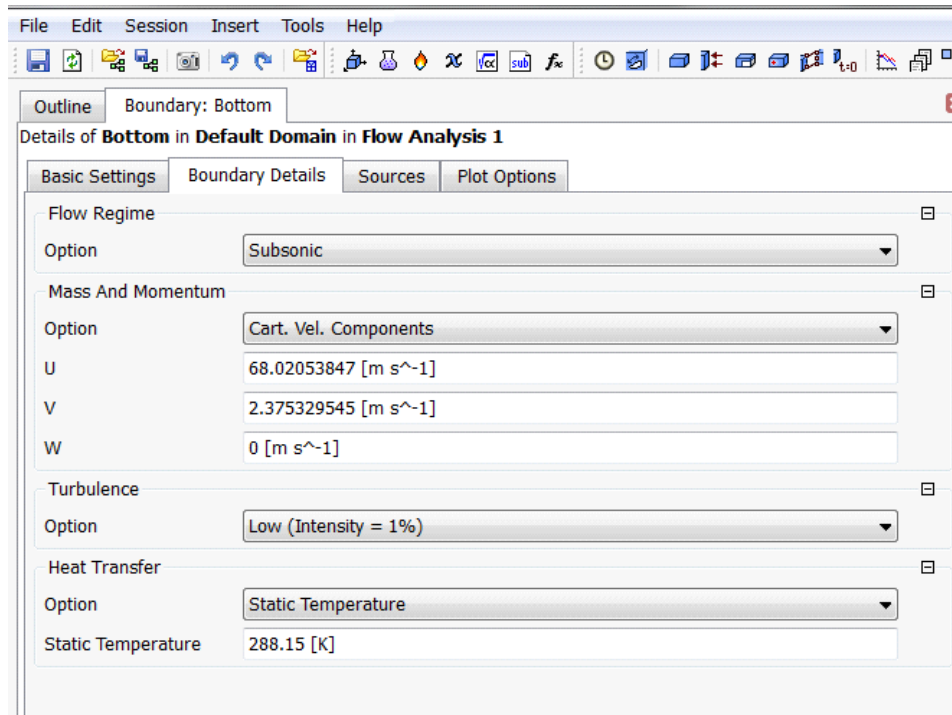 File Edit Session Insert Tools Help
√α sub fx t=0
Outline Boundary: Bottom
Details of Bottom in Default Domain in Flow Analysis 1
Basic Settings Boundary Details Sources Plot Options
Flow Regime
Option Subsonic
Mass And Momentum
Option Cart. Vel. Components
U 68.02053847 [m s^-1]
V 2.375329545 [m s^-1]
W 0 [m s^-1]
Turbulence
Option Low (Intensity = 1%)
Heat Transfer
Option Static Temperature
Static Temperature 288.15 [K]